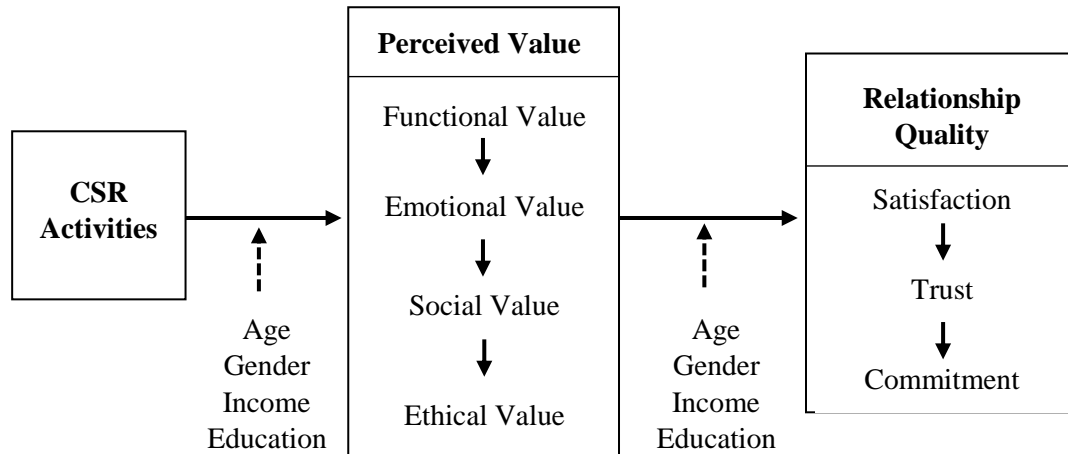 CSR
Activities
Age
Gender
Income
Education
Perceived Value
Functional Value
Emotional Value
Social Value
Ethical Value
Age
Gender
Income
Education
Relationship
Quality
Satisfaction
Trust
Commitment